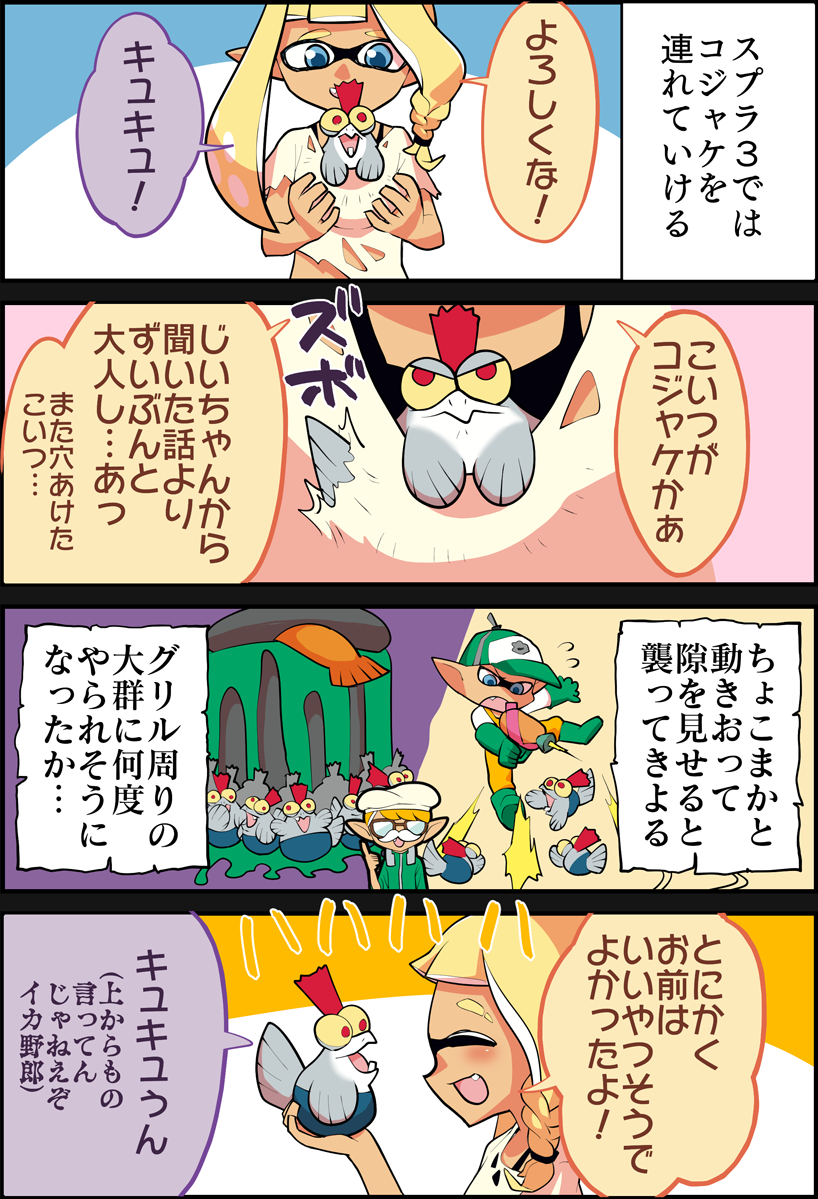 スプラ3では
コジャケを
連れていける
よろしくな!
キュキュ!
こいつが
コジャケかぁ
ズボ
じいちゃんから
聞いた話より
ずいぶんと
大人し…あっ
また穴あけた
こいつ…
ちょこまかと
動きおって
隙を見せると
襲ってきよる
グリル周りの
大群に何度
やられそうに
なったか…
とにかく
お前は
いいやつそうで
よかったよ!
ハハハハ
キュキュぅん
(上からもの
言ってん
じゃねえぞ
イカ野郎)